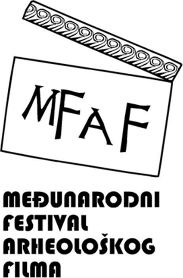 MFAF
MEĐUNARODNI
FESTIVAL
ARHEOLOŠKOG
FILMA